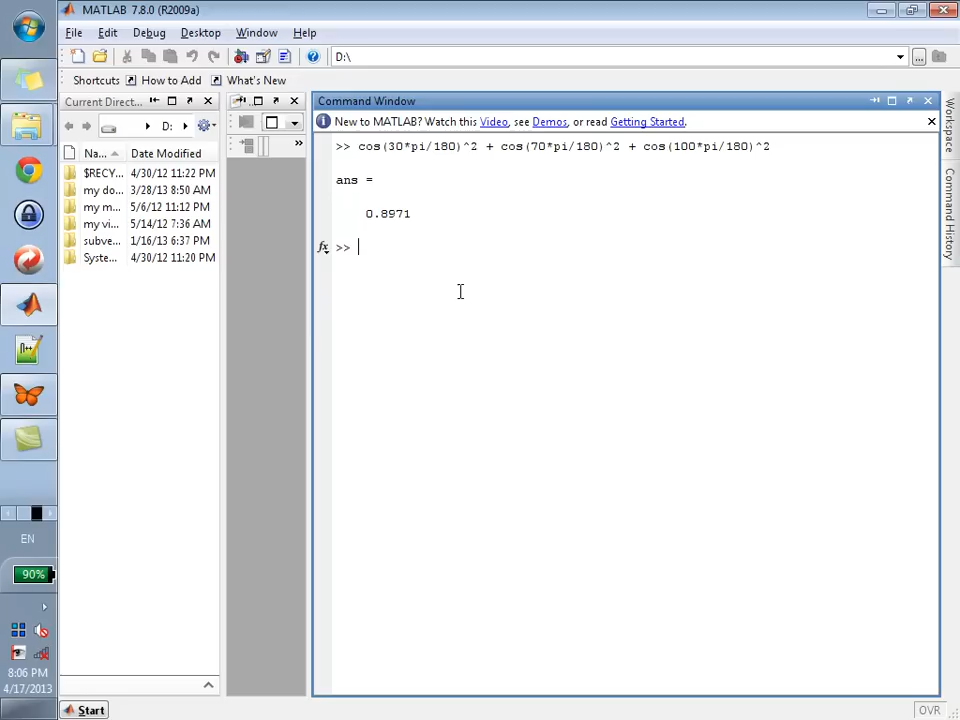 MATLAB 7.8.0 (R2009a)
File Edit Debug Desktop Window Help
D:\
...
Shortcuts How to Add What's New
Current Direct...
D:
Na... Date Modified
$RECY... 4/30/12 11:22 PM
my do... 3/28/13 8:50 AM
my m... 5/6/12 11:12 PM
my vi... 5/14/12 7:36 AM
subve... 1/16/13 6:37 PM
Syste... 4/30/12 11:20 PM
»
Command Window
New to MATLAB? Watch this Video, see Demos, or read Getting Started.
>> cos(30*pi/180)^2 + cos(70*pi/180)^2 + cos(100*pi/180)^2
ans =
0.8971
fx >>
Workspace
Command History
EN
90%
8:06 PM
4/17/2013
Start
OVR